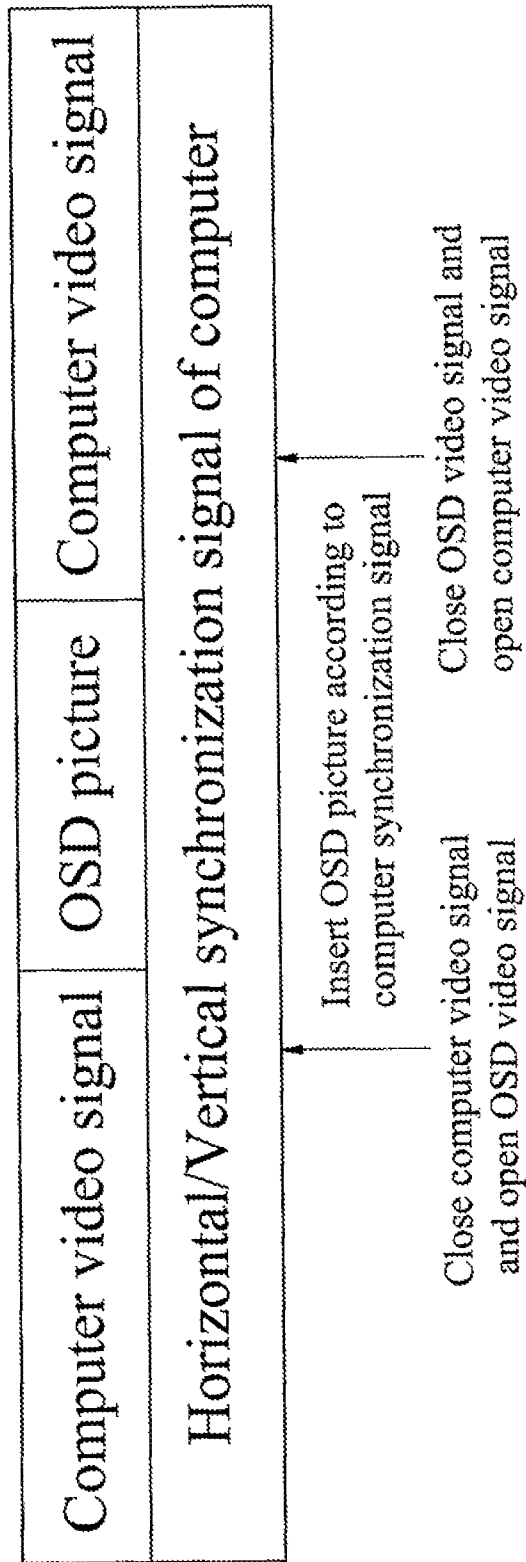 Computer video signal
OSD picture
Computer video signal
Horizontal/Vertical synchronization signal of computer
Insert OSD picture according to
computer synchronization signal
Close computer video signal
and open OSD video signal
Close OSD video signal and
open computer video signal